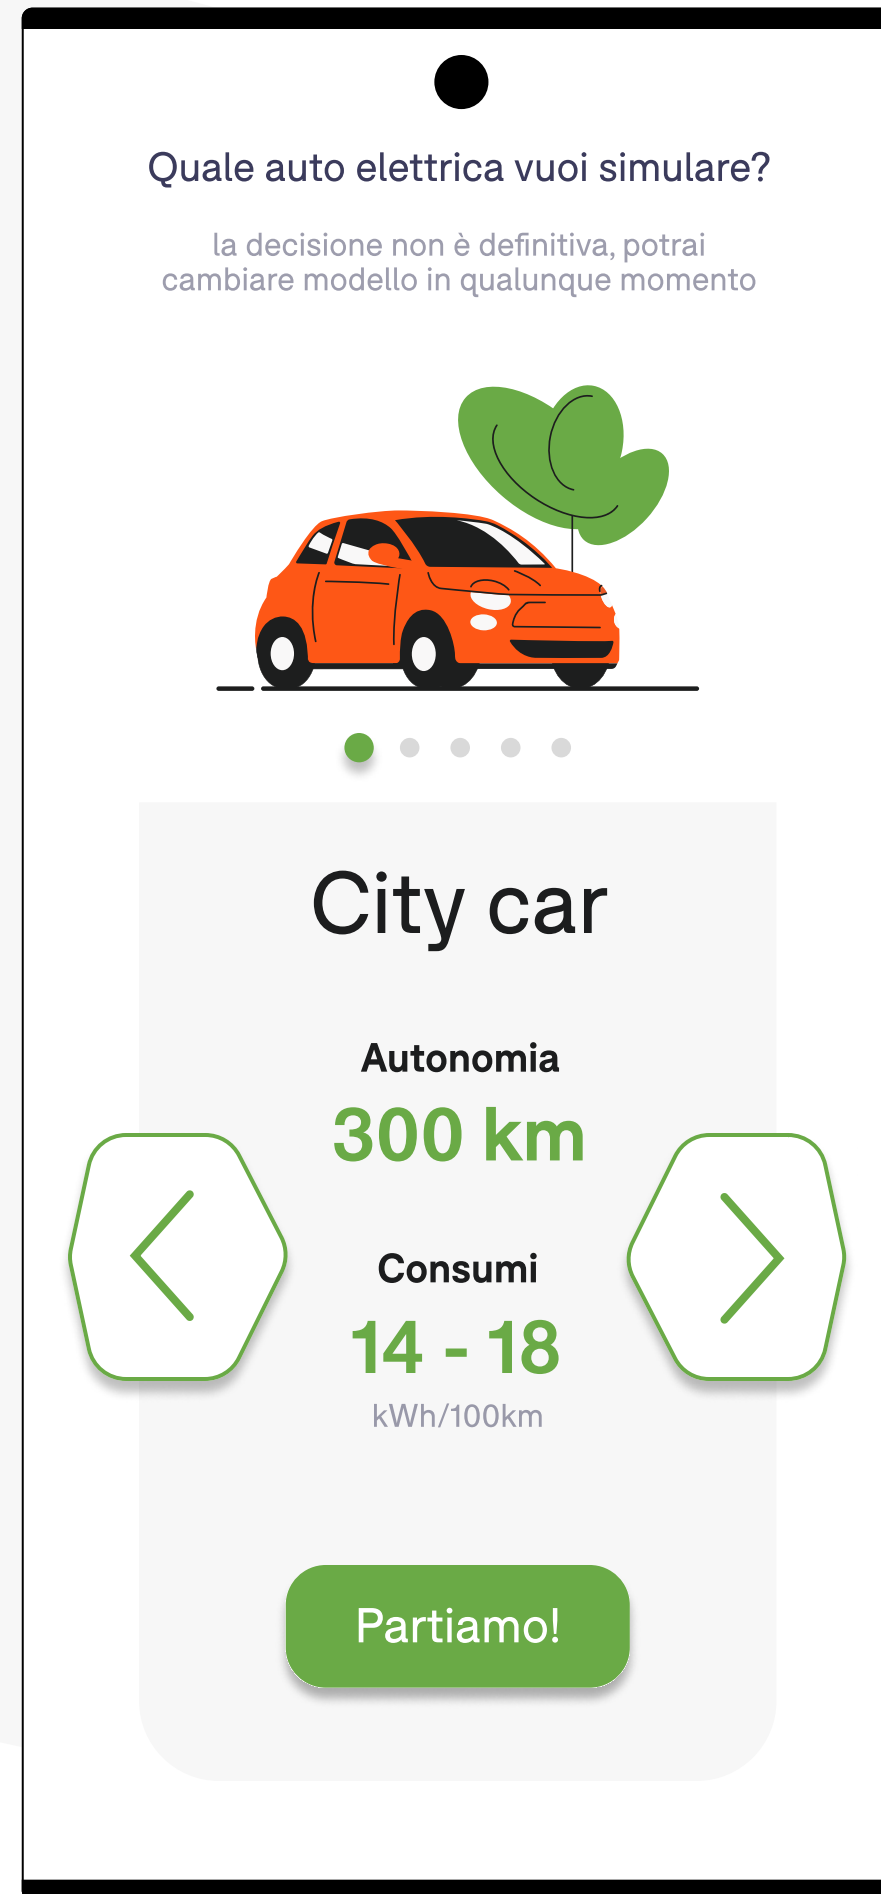 Quale auto elettrica vuoi simulare?
la decisione non è definitiva, potrai
cambiare modello in qualunque momento
City car
Autonomia
300 km
Consumi
14 - 18
kWh/100km
Partiamo!